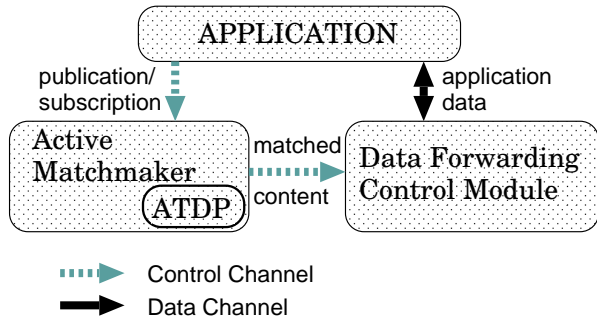 APPLICATION
publication/
subscription
application
data
Active
Matchmaker
ATDP
matched
content
Data Forwarding
Control Module
Control Channel
Data Channel